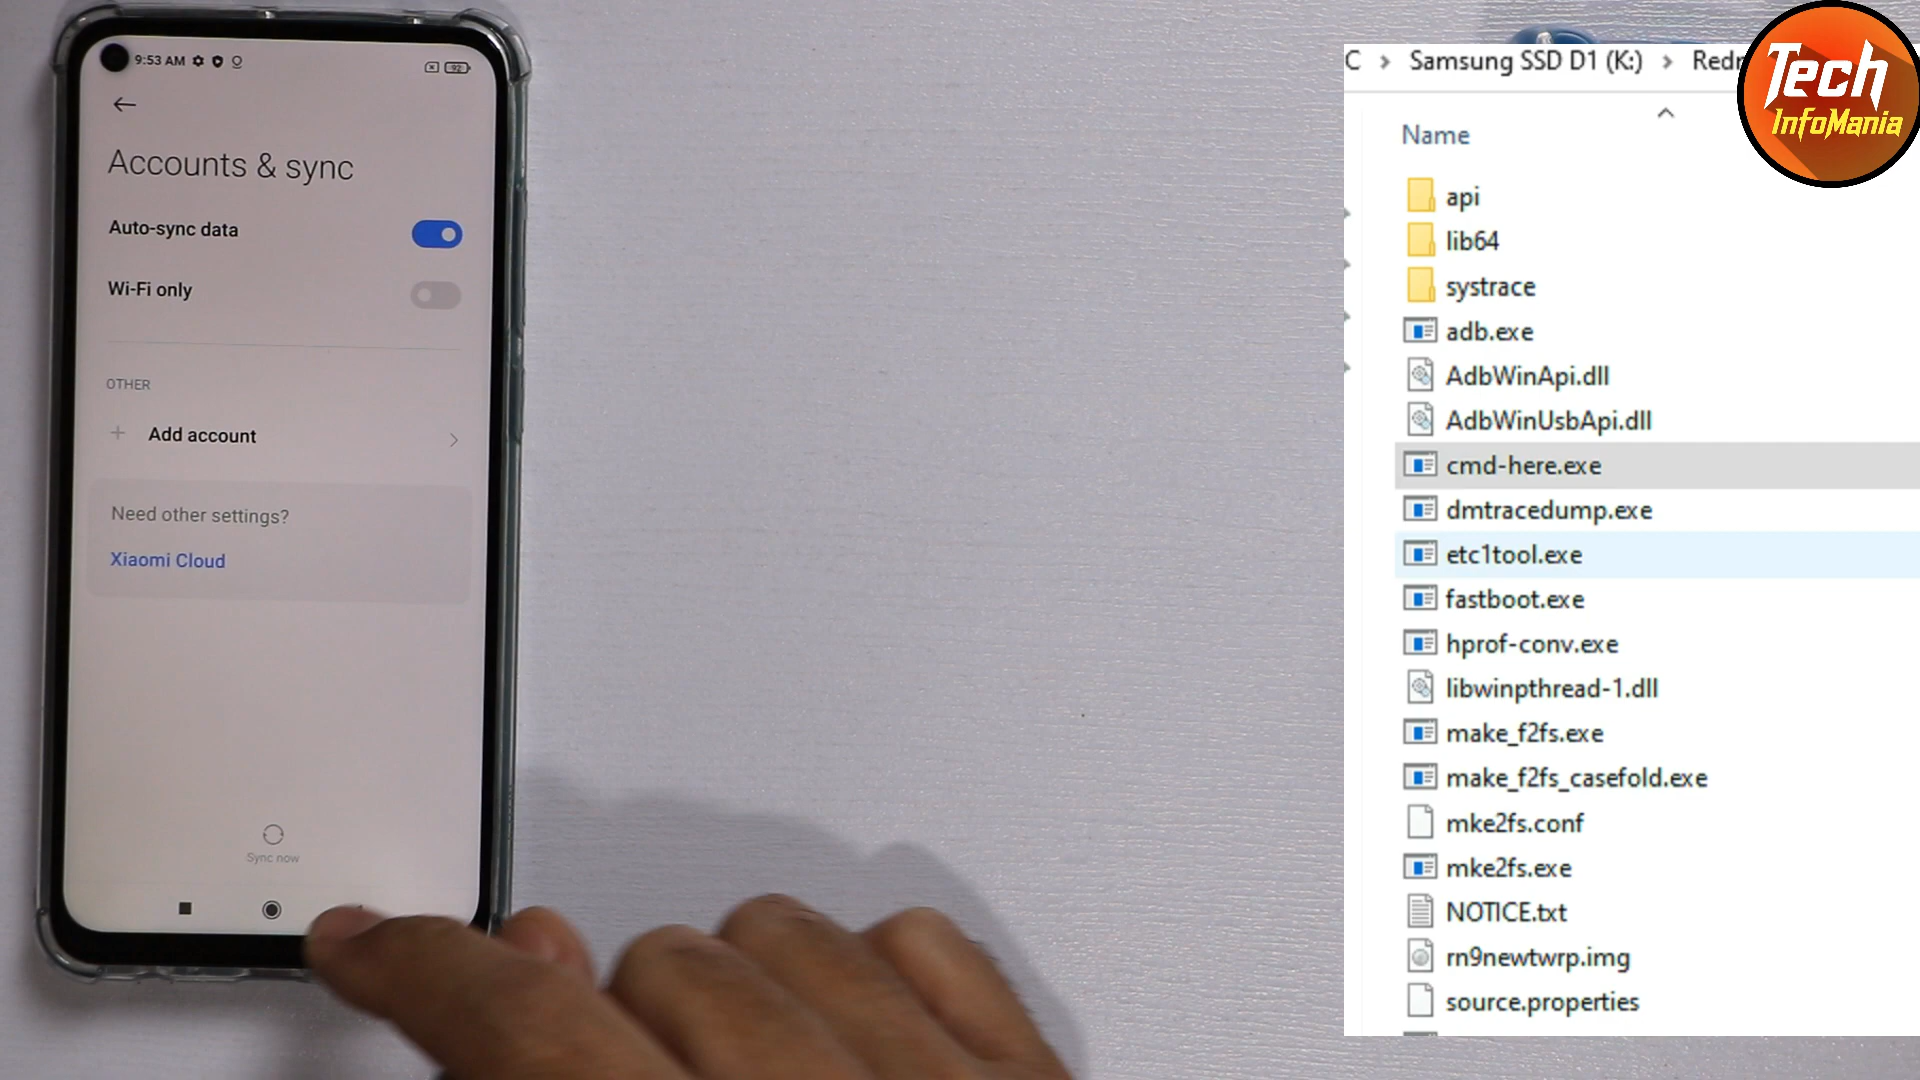 9:53 AM
92
Accounts & sync
Auto-sync data
Wi-Fi only
OTHER
Add account
Need other settings?
Xiaomi Cloud
Sync now
C > Samsung SSD D1 (K:) > Redr
Tech
InfoMania
Name
api
lib64
systrace
adb.exe
AdbWinApi.dll
AdbWinUsbApi.dll
cmd-here.exe
dmtracedump.exe
etc1tool.exe
fastboot.exe
hprof-conv.exe
libwinpthread-1.dll
make_f2fs.exe
make_f2fs_casefold.exe
mke2fs.conf
mke2fs.exe
NOTICE.txt
rn9newtwrp.img
source.properties